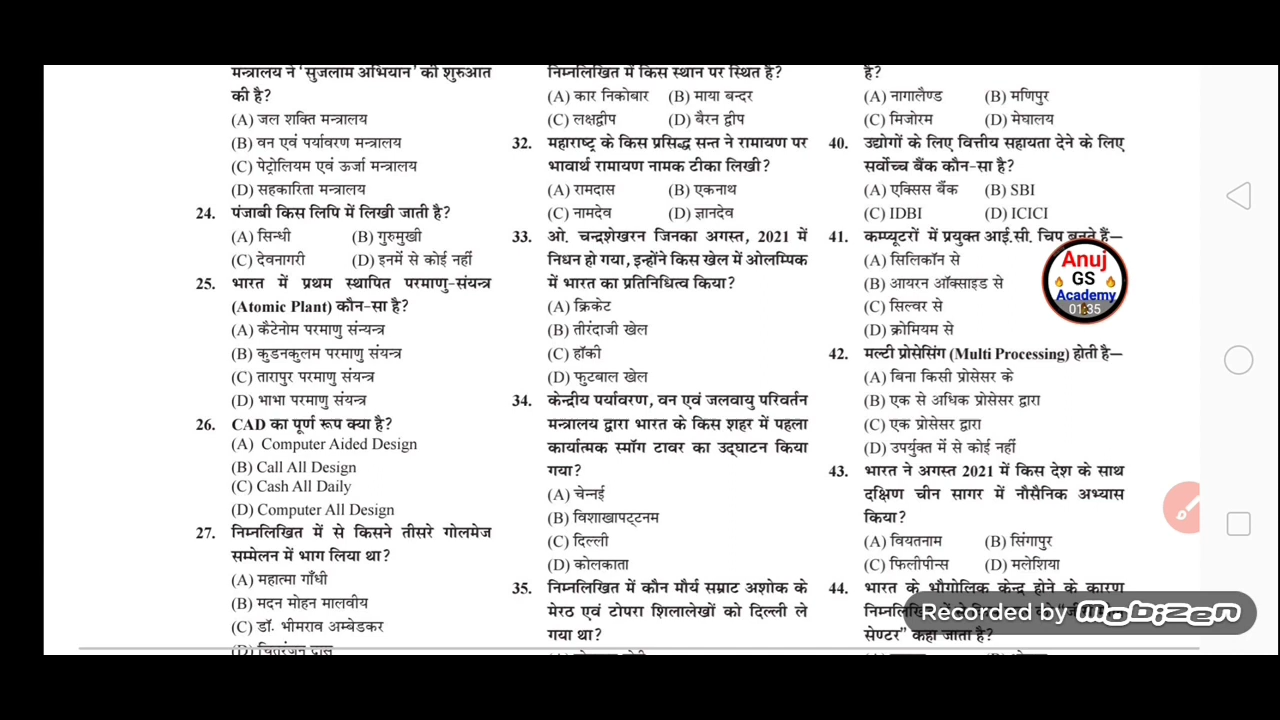 मन्त्रालय ने 'सुजलाम अभियान' की शुरुआत
की है?
(A) जल शक्ति मन्त्रालय
(B) वन एवं पर्यावरण मन्त्रालय
(C) पेट्रोलियम एवं ऊर्जा मन्त्रालय
(D) सहकारिता मन्त्रालय
24. पंजाबी किस लिपि में लिखी जाती है?
(A) सिन्धी (B) गुरुमुखी
(C) देवनागरी (D) इनमें से कोई नहीं
25. भारत में प्रथम स्थापित परमाणु-संयन्त्र
(Atomic Plant) कौन-सा है?
(A) कैटेनोम परमाणु संन्यन्त्र
(B) कुडनकुलम परमाणु संयन्त्र
(C) तारापुर परमाणु संयन्त्र
(D) भाभा परमाणु संयन्त्र
26. CAD का पूर्ण रूप क्या है?
(A) Computer Aided Design
(B) Call All Design
(C) Cash All Daily
(D) Computer All Design
27. निम्नलिखित में से किसने तीसरे गोलमेज
सम्मेलन में भाग लिया था?
(A) महात्मा गाँधी
(B) मदन मोहन मालवीय
(C) डॉ. भीमराव अम्बेडकर
(D) चितरंजन दास
निम्नलिखित में किस स्थान पर स्थित है?
(A) कार निकोबार (B) माया बन्दर
(C) लक्षद्वीप (D) बैरन द्वीप
32. महाराष्ट्र के किस प्रसिद्ध सन्त ने रामायण पर
भावार्थ रामायण नामक टीका लिखी?
(A) रामदास (B) एकनाथ
(C) नामदेव (D) ज्ञानदेव
33. ओ. चन्द्रशेखरन जिनका अगस्त, 2021 में
निधन हो गया, इन्होंने किस खेल में ओलम्पिक
में भारत का प्रतिनिधित्व किया?
(A) क्रिकेट
(B) तीरंदाजी खेल
(C) हॉकी
(D) फुटबाल खेल
34. केन्द्रीय पर्यावरण, वन एवं जलवायु परिवर्तन
मन्त्रालय द्वारा भारत के किस शहर में पहला
कार्यात्मक स्मॉग टावर का उद्घाटन किया
गया?
(A) चेन्नई
(B) विशाखापट्टनम
(C) दिल्ली
(D) कोलकाता
35. निम्नलिखित में कौन मौर्य सम्राट अशोक के
मेरठ एवं टोपरा शिलालेखों को दिल्ली ले
गया था?
है?
(A) नागालैण्ड (B) मणिपुर
(C) मिजोरम (D) मेघालय
40. उद्योगों के लिए वित्तीय सहायता देने के लिए
सर्वोच्च बैंक कौन-सा है?
(A) एक्सिस बैंक (B) SBI
(C) IDBI (D) ICICI
41. कम्प्यूटरों में प्रयुक्त आई.सी. चिप बनते हैं—
(A) सिलिकॉन से
(B) आयरन ऑक्साइड से
(C) सिल्वर से
(D) क्रोमियम से
42. मल्टी प्रोसेसिंग (Multi Processing) होती है—
(A) बिना किसी प्रोसेसर के
(B) एक से अधिक प्रोसेसर द्वारा
(C) एक प्रोसेसर द्वारा
(D) उपर्युक्त में से कोई नहीं
43. भारत ने अगस्त 2021 में किस देश के साथ
दक्षिण चीन सागर में नौसैनिक अभ्यास
किया?
(A) वियतनाम (B) सिंगापुर
(C) फिलीपीन्स (D) मलेशिया
44. भारत के भौगोलिक केन्द्र होने के कारण
सेण्टर" कहा जाता है?
Anuj
GS
Academy
01:35
Recorded by mobizen